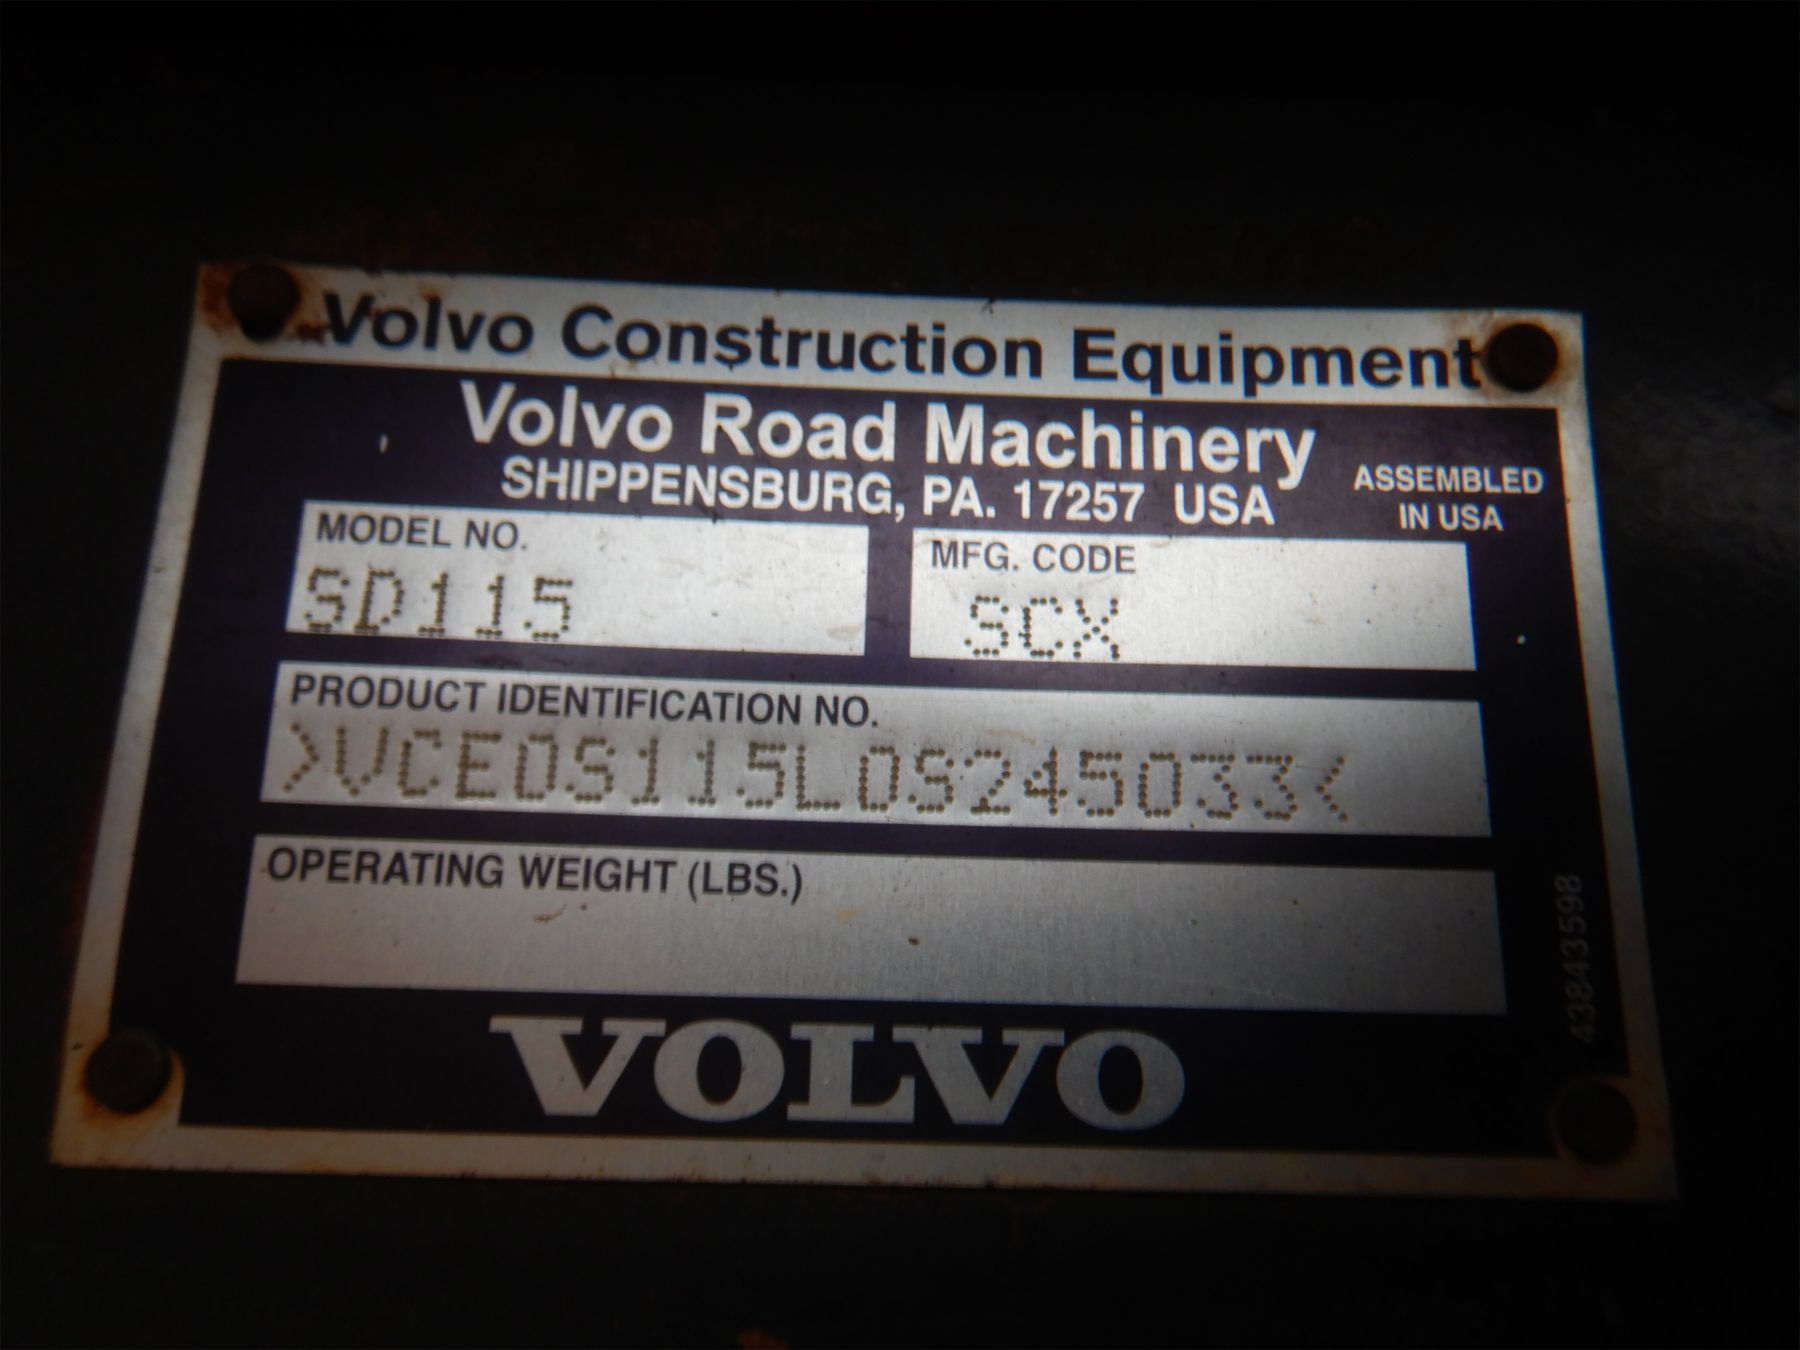 Volvo Construction Equipment
Volvo Road Machinery
SHIPPENSBURG, PA. 17257 USA
ASSEMBLED
IN USA
MODEL NO.
SD115
MFG. CODE
SCX
PRODUCT IDENTIFICATION NO.
>VCE0S115L0S245033<
OPERATING WEIGHT (LBS.)
43843598
VOLVO